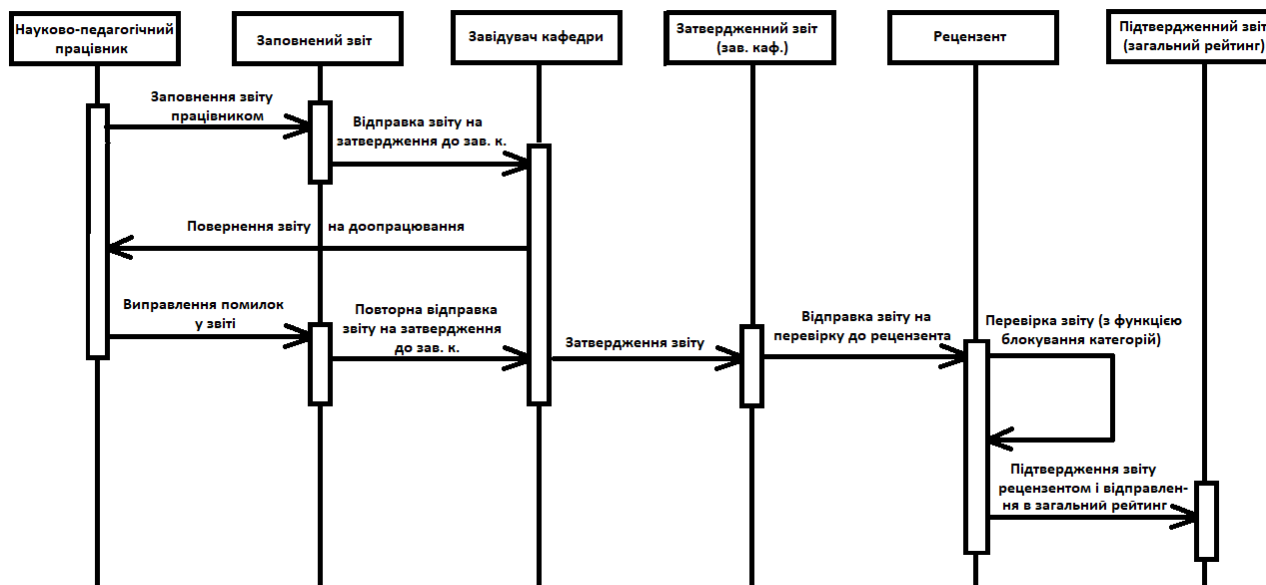 Науково-педагогічний
працівник
Заповнений звіт
Завідувач кафедри
Затвердженний звіт
(зав. каф.)
Рецензент
Підтвердженний звіт
(загальний рейтинг)
Заповнення звіту
працівником
Відправка звіту на
затвердження до зав. к.
Повернення звіту на доопрацювання
Виправлення помилок
у звіті
Повторна відправка
звіту на затвердження
до зав. к.
Затвердження звіту
Відправка звіту на
перевірку до рецензента
Перевірка звіту (з функцією
блокування категорій)
Підтвердження звіту
рецензентом і відправлен-
ня в загальний рейтинг